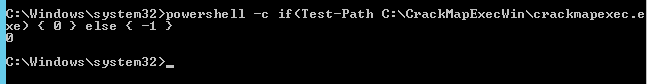 C:\Windows\system32>powershell -c if(Test-Path C:\CrackMapExecWin\crackmapexec.e
xe) { 0 } else { -1 }
0
C:\Windows\system32>_